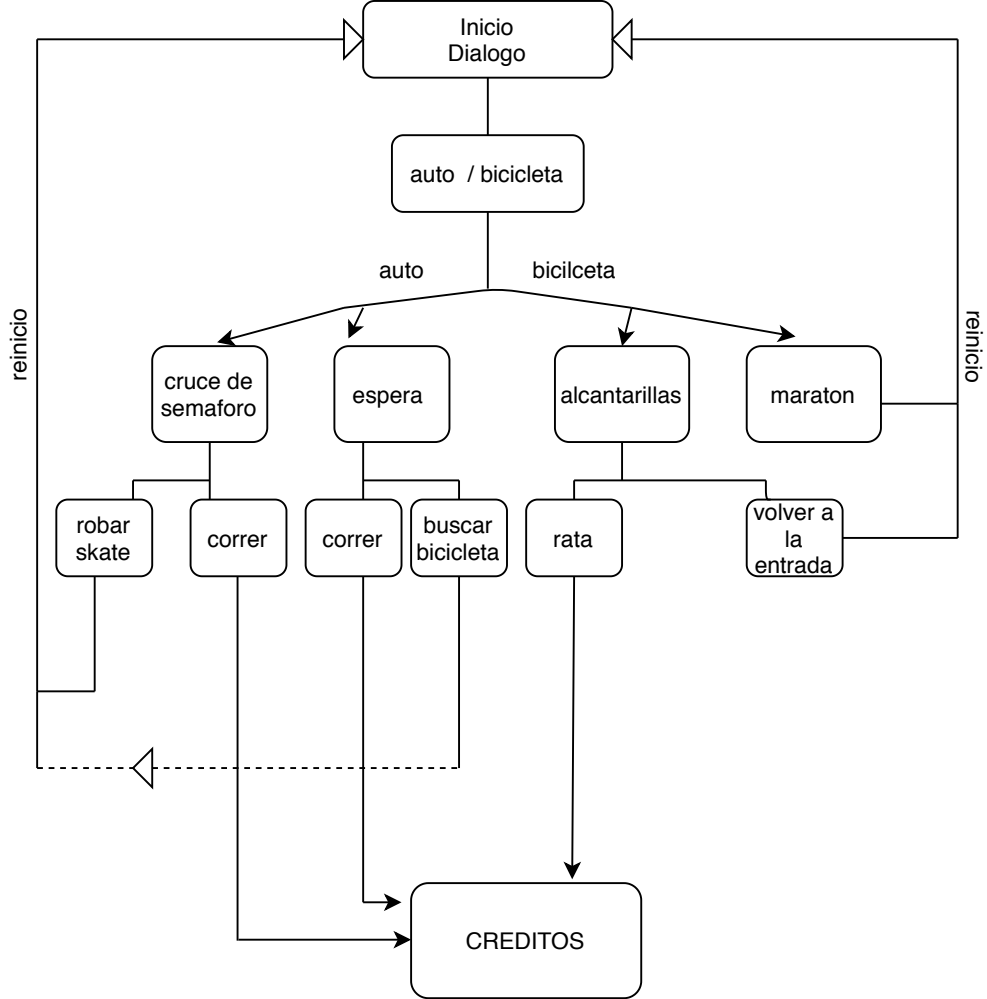 Inicio
Dialogo
auto / bicicleta
auto
bicilceta
reinicio
reinicio
cruce de
semaforo
espera
alcantarillas
maraton
robar
skate
correr
correr
buscar
bicicleta
rata
volver a
la
entrada
CREDITOS